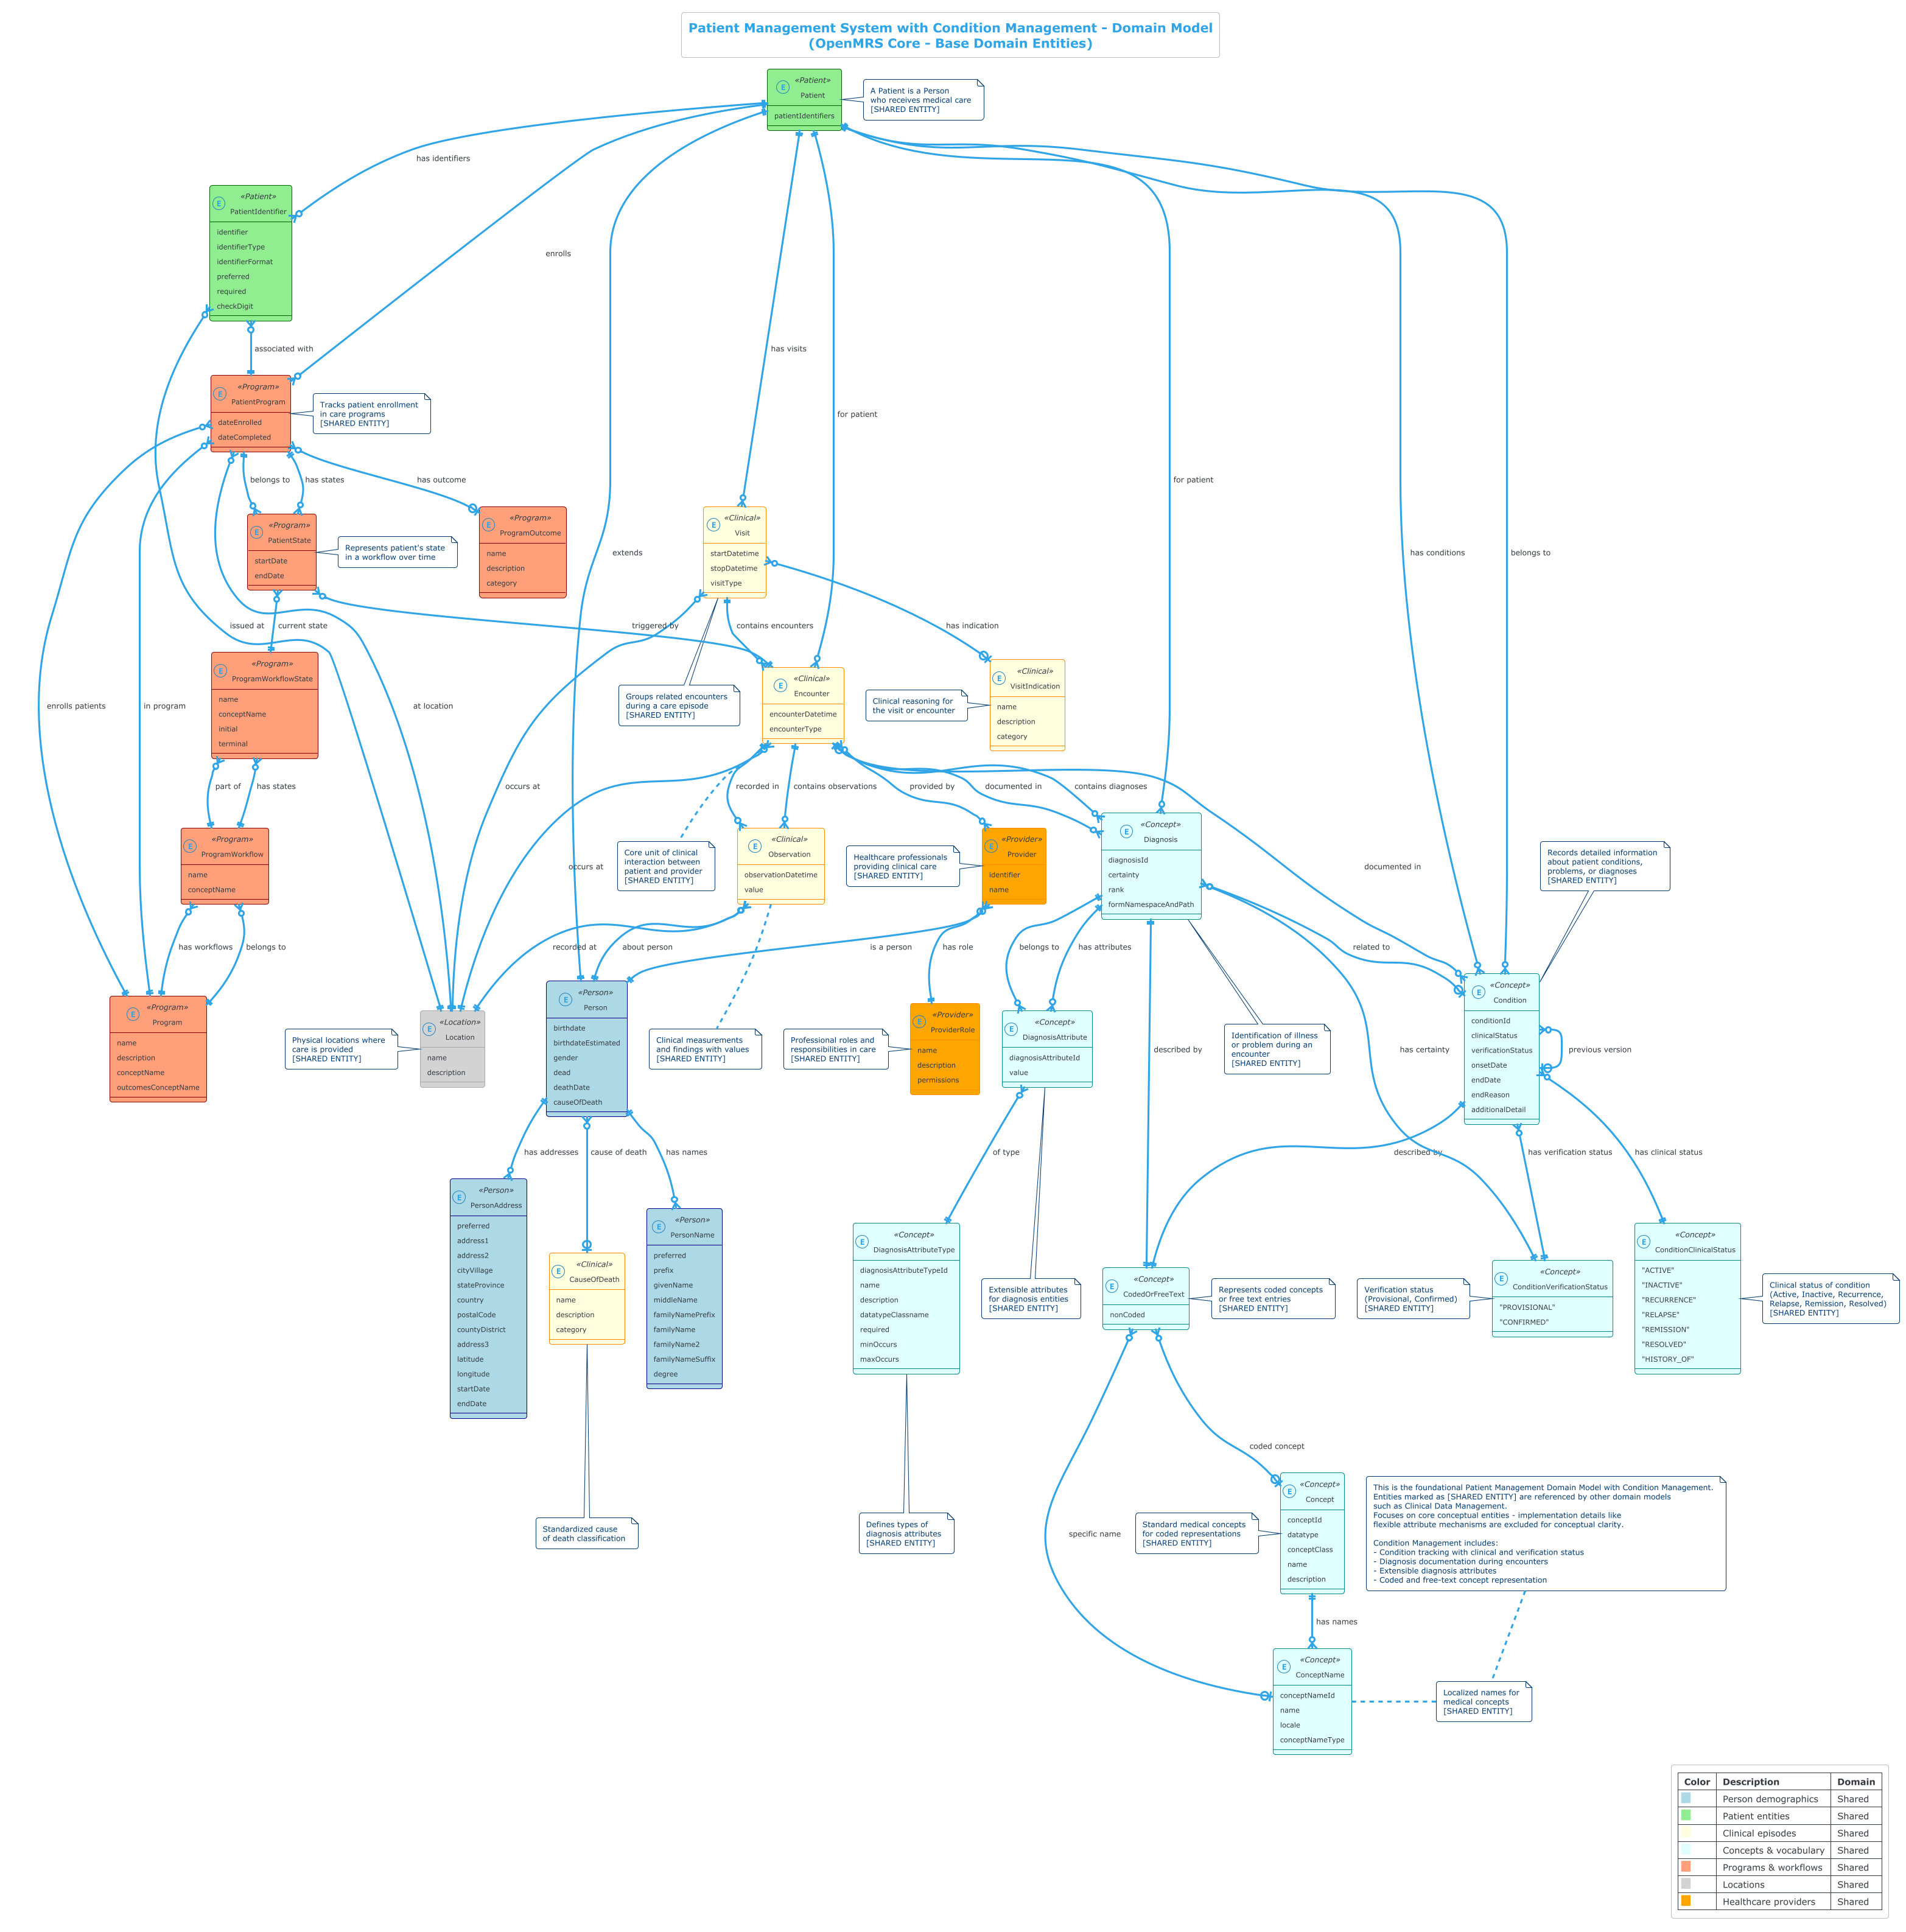 Patient Management System with Condition Management - Domain Model
(OpenMRS Core - Base Domain Entities)
E
«Patient»
Patient
patientIdentifiers
A Patient is a Person
who receives medical care
[SHARED ENTITY]
has identifiers
E
«Patient»
PatientIdentifier
identifier
identifierType
identifierFormat
preferred
required
checkDigit
enrolls
associated with
has visits
E
«Program»
PatientProgram
dateEnrolled
dateCompleted
Tracks patient enrollment
in care programs
[SHARED ENTITY]
for patient
belongs to
has states
has outcome
for patient
E
«Program»
PatientState
startDate
endDate
Represents patient's state
in a workflow over time
E
«Program»
ProgramOutcome
name
description
category
extends
E
«Clinical»
Visit
startDatetime
stopDatetime
visitType
has conditions
belongs to
issued at
current state
triggered by
contains encounters
has indication
E
«Program»
ProgramWorkflowState
name
conceptName
initial
terminal
enrolls patients
in program
at location
Groups related encounters
during a care episode
[SHARED ENTITY]
E
«Clinical»
Encounter
encounterDatetime
encounterType
Clinical reasoning for
the visit or encounter
E
«Clinical»
VisitIndication
name
description
category
part of
has states
occurs at
recorded in
contains observations
provided by
documented in
contains diagnoses
E
«Program»
ProgramWorkflow
name
conceptName
occurs at
Core unit of clinical
interaction between
patient and provider
[SHARED ENTITY]
E
«Clinical»
Observation
observationDatetime
value
Healthcare professionals
providing clinical care
[SHARED ENTITY]
E
«Provider»
Provider
identifier
name
E
«Concept»
Diagnosis
diagnosisId
certainty
rank
formNamespaceAndPath
documented in
Records detailed information
about patient conditions,
problems, or diagnoses
[SHARED ENTITY]
has workflows
belongs to
recorded at
about person
is a person
has role
belongs to
has attributes
related to
E
«Program»
Program
name
description
conceptName
outcomesConceptName
Physical locations where
care is provided
[SHARED ENTITY]
E
«Location»
Location
name
description
E
«Person»
Person
birthdate
birthdateEstimated
gender
dead
deathDate
causeOfDeath
Clinical measurements
and findings with values
[SHARED ENTITY]
Professional roles and
responsibilities in care
[SHARED ENTITY]
E
«Provider»
ProviderRole
name
description
permissions
E
«Concept»
DiagnosisAttribute
diagnosisAttributeId
value
described by
Identification of illness
or problem during an
encounter
[SHARED ENTITY]
has certainty
E
«Concept»
Condition
conditionId
clinicalStatus
verificationStatus
onsetDate
endDate
endReason
additionalDetail
previous version
has addresses
cause of death
has names
of type
described by
has verification status
has clinical status
E
«Person»
PersonAddress
preferred
address1
address2
cityVillage
stateProvince
country
postalCode
countyDistrict
address3
latitude
longitude
startDate
endDate
E
«Clinical»
CauseOfDeath
name
description
category
E
«Person»
PersonName
preferred
prefix
givenName
middleName
familyNamePrefix
familyName
familyName2
familyNameSuffix
degree
E
«Concept»
DiagnosisAttributeType
diagnosisAttributeTypeId
name
description
datatypeClassname
required
minOccurs
maxOccurs
Extensible attributes
for diagnosis entities
[SHARED ENTITY]
E
«Concept»
CodedOrFreeText
nonCoded
Represents coded concepts
or free text entries
[SHARED ENTITY]
Verification status
(Provisional, Confirmed)
[SHARED ENTITY]
E
«Concept»
ConditionVerificationStatus
"PROVISIONAL"
"CONFIRMED"
E
«Concept»
ConditionClinicalStatus
"ACTIVE"
"INACTIVE"
"RECURRENCE"
"RELAPSE"
"REMISSION"
"RESOLVED"
"HISTORY_OF"
Clinical status of condition
(Active, Inactive, Recurrence,
Relapse, Remission, Resolved)
[SHARED ENTITY]
coded concept
Standardized cause
of death classification
Defines types of
diagnosis attributes
[SHARED ENTITY]
specific name
Standard medical concepts
for coded representations
[SHARED ENTITY]
E
«Concept»
Concept
conceptId
datatype
conceptClass
name
description
This is the foundational Patient Management Domain Model with Condition Management.
Entities marked as [SHARED ENTITY] are referenced by other domain models
such as Clinical Data Management.
Focuses on core conceptual entities - implementation details like
flexible attribute mechanisms are excluded for conceptual clarity.
Condition Management includes:
- Condition tracking with clinical and verification status
- Diagnosis documentation during encounters
- Extensible diagnosis attributes
- Coded and free-text concept representation
has names
E
«Concept»
ConceptName
conceptNameId
name
locale
conceptNameType
Localized names for
medical concepts
[SHARED ENTITY]
Color Description Domain
Person demographics Shared
Patient entities Shared
Clinical episodes Shared
Concepts & vocabulary Shared
Programs & workflows Shared
Locations Shared
Healthcare providers Shared